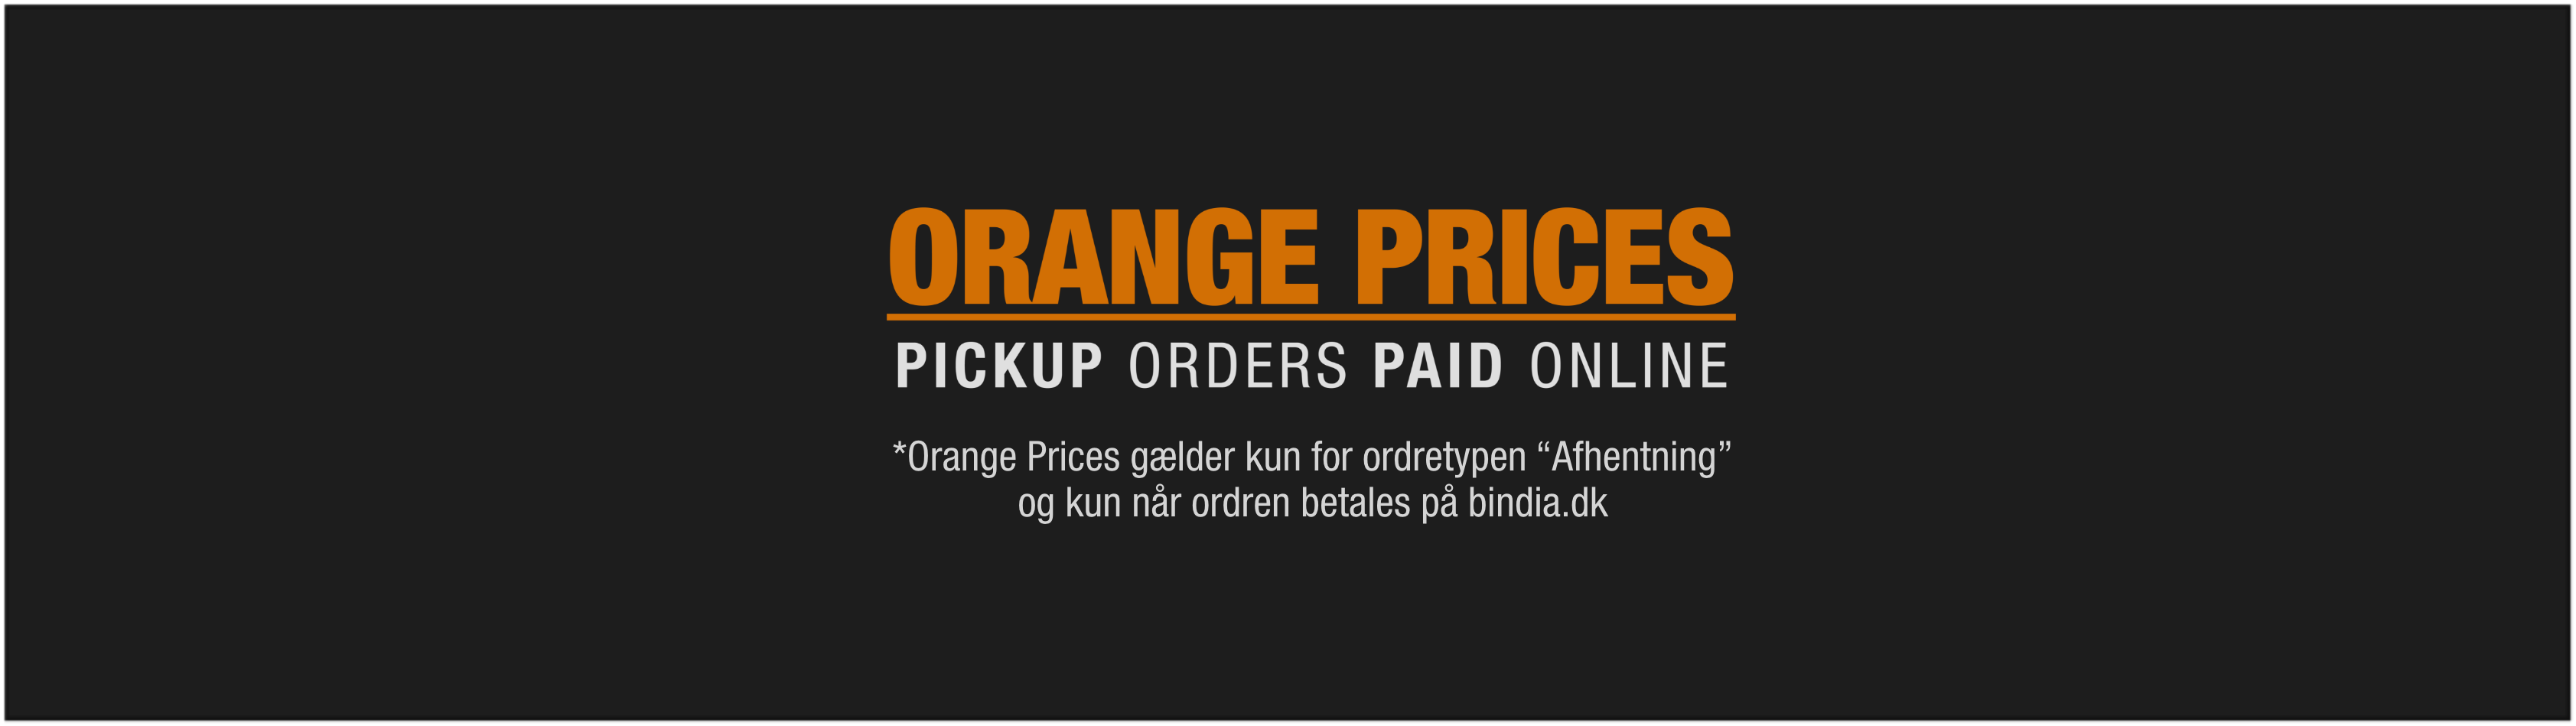 ORANGE PRICES
PICKUP ORDERS PAID ONLINE
*Orange Prices gælder kun for ordretypen “Afhentning”
og kun når ordren betales på bindia.dk